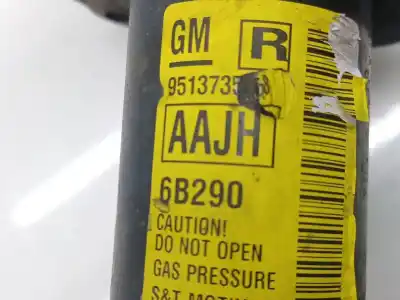 GM R
AAJH
6B290
CAUTION!
DO NOT OPEN
GAS PRESSURE
S&T